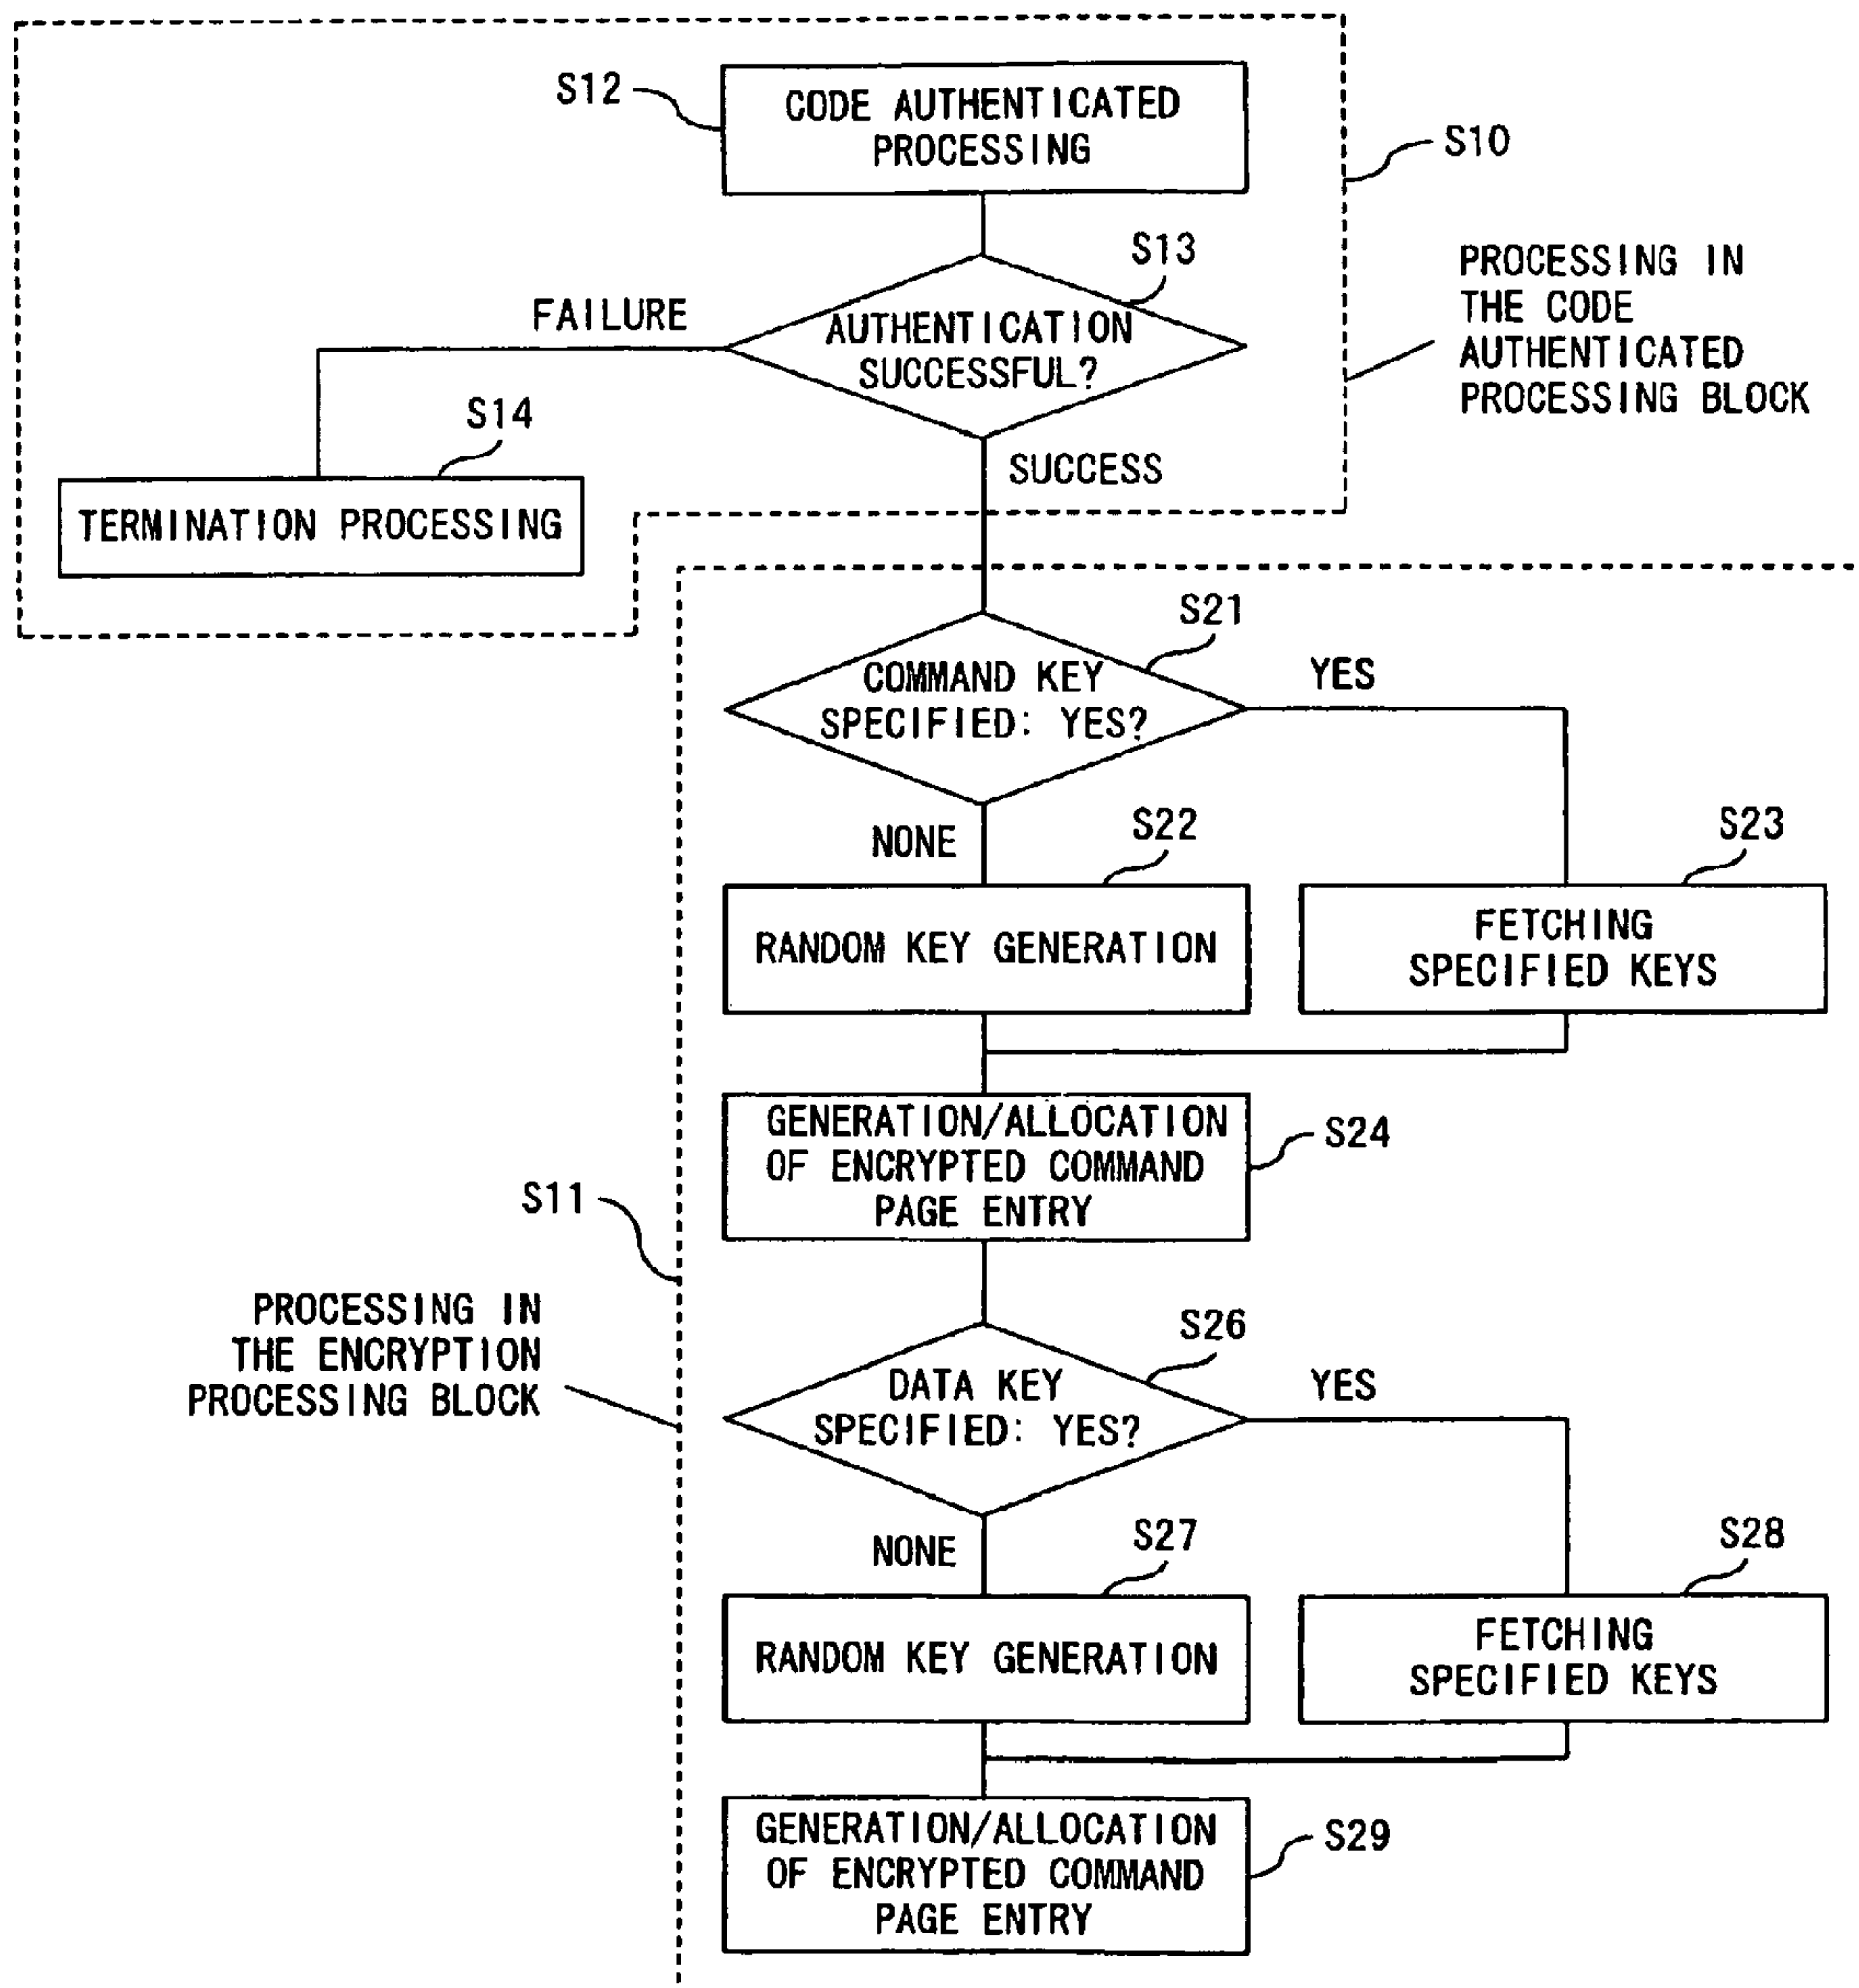 S12
CODE AUTHENTICATED
PROCESSING
S10
S13
PROCESSING IN
THE CODE
AUTHENTICATED
PROCESSING BLOCK
FAILURE
AUTHENTICATION
SUCCESSFUL?
S14
SUCCESS
TERMINATION PROCESSING
S21
COMMAND KEY
SPECIFIED: YES?
YES
NONE
S22
S23
RANDOM KEY GENERATION
FETCHING
SPECIFIED KEYS
GENERATION/ALLOCATION
OF ENCRYPTED COMMAND
PAGE ENTRY
S24
S11
PROCESSING IN
THE ENCRYPTION
PROCESSING BLOCK
S26
DATA KEY
SPECIFIED: YES?
YES
NONE
S27
S28
RANDOM KEY GENERATION
FETCHING
SPECIFIED KEYS
GENERATION/ALLOCATION
OF ENCRYPTED COMMAND
PAGE ENTRY
S29